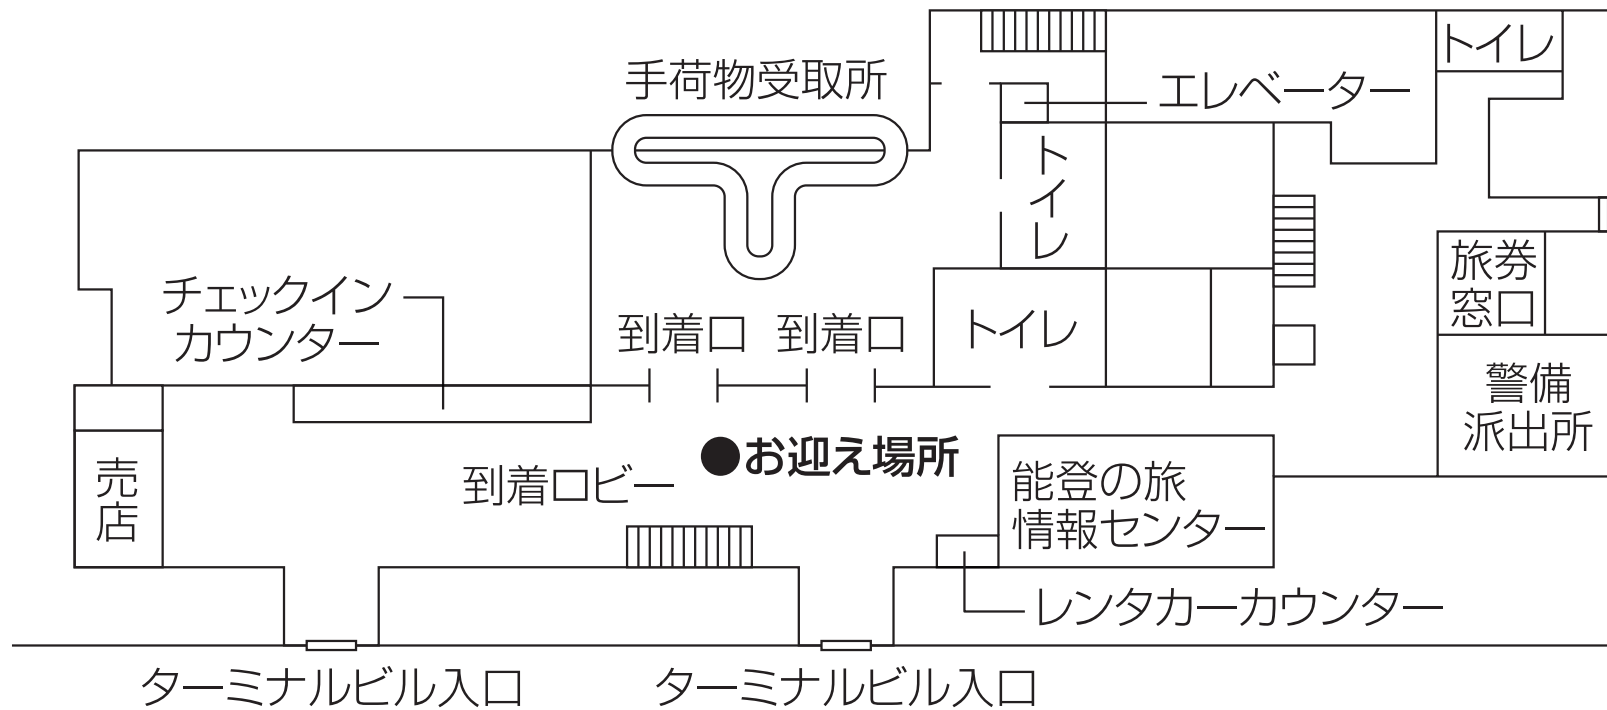 トイレ
手荷物受取所
エレベーター
トイレ
旅券
窓口
チェックイン
カウンター
到着口
到着口
トイレ
警備
派出所
●お迎え場所
売店
到着ロビー
能登の旅
情報センター
レンタカーカウンター
ターミナルビル入口
ターミナルビル入口